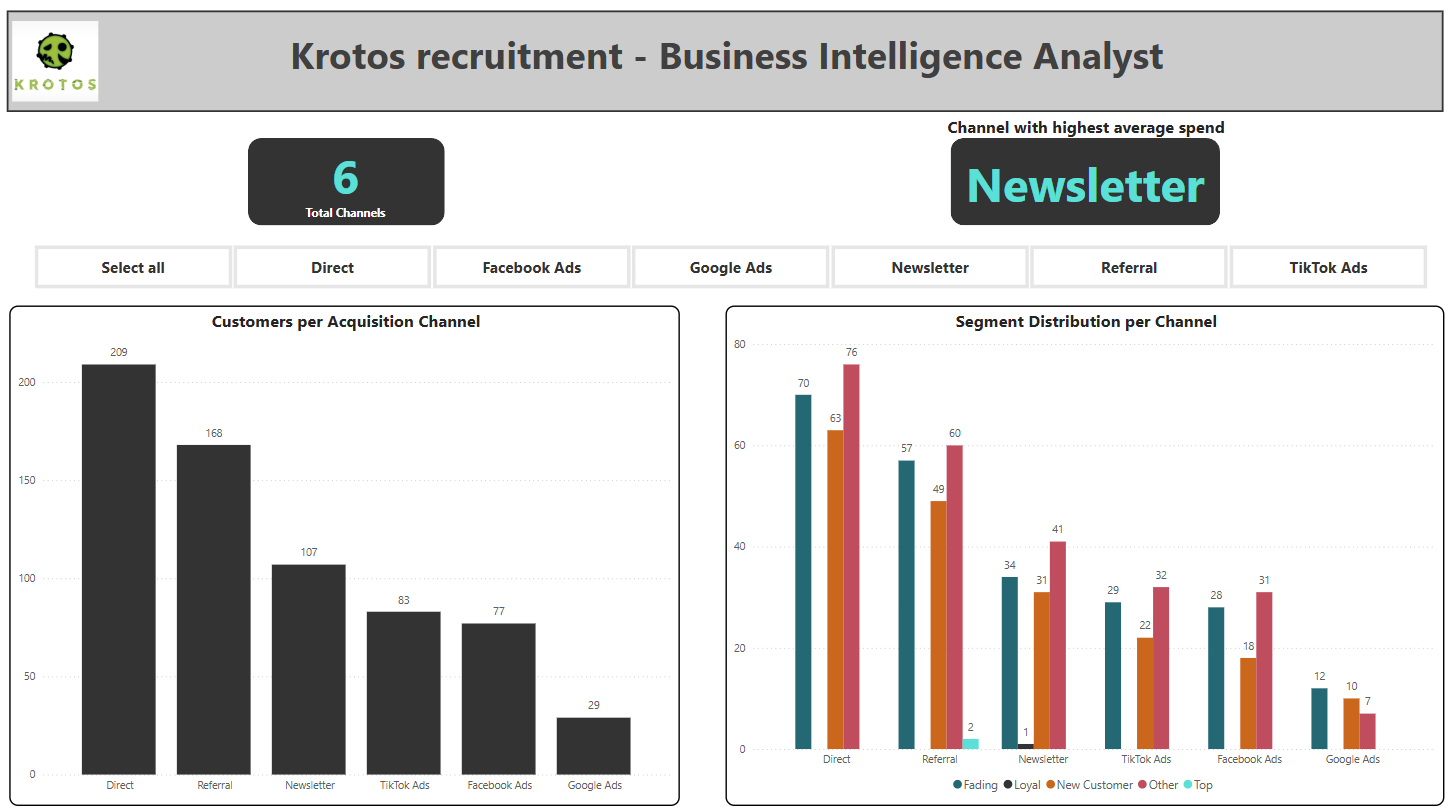 KROTOS
Krotos recruitment - Business Intelligence Analyst
6
Total Channels
Channel with highest average spend
Newsletter
Select all
Direct
Facebook Ads
Google Ads
Newsletter
Referral
TikTok Ads
Customers per Acquisition Channel
200
150
100
50
0
209
168
107
83
77
29
Direct
Referral
Newsletter
TikTok Ads
Facebook Ads
Google Ads
Segment Distribution per Channel
80
60
40
20
0
70
63
76
57
49
60
2
34
1
31
41
29
22
32
28
18
31
12
10
7
Direct
Referral
Newsletter
TikTok Ads
Facebook Ads
Google Ads
Fading Loyal New Customer Other Top